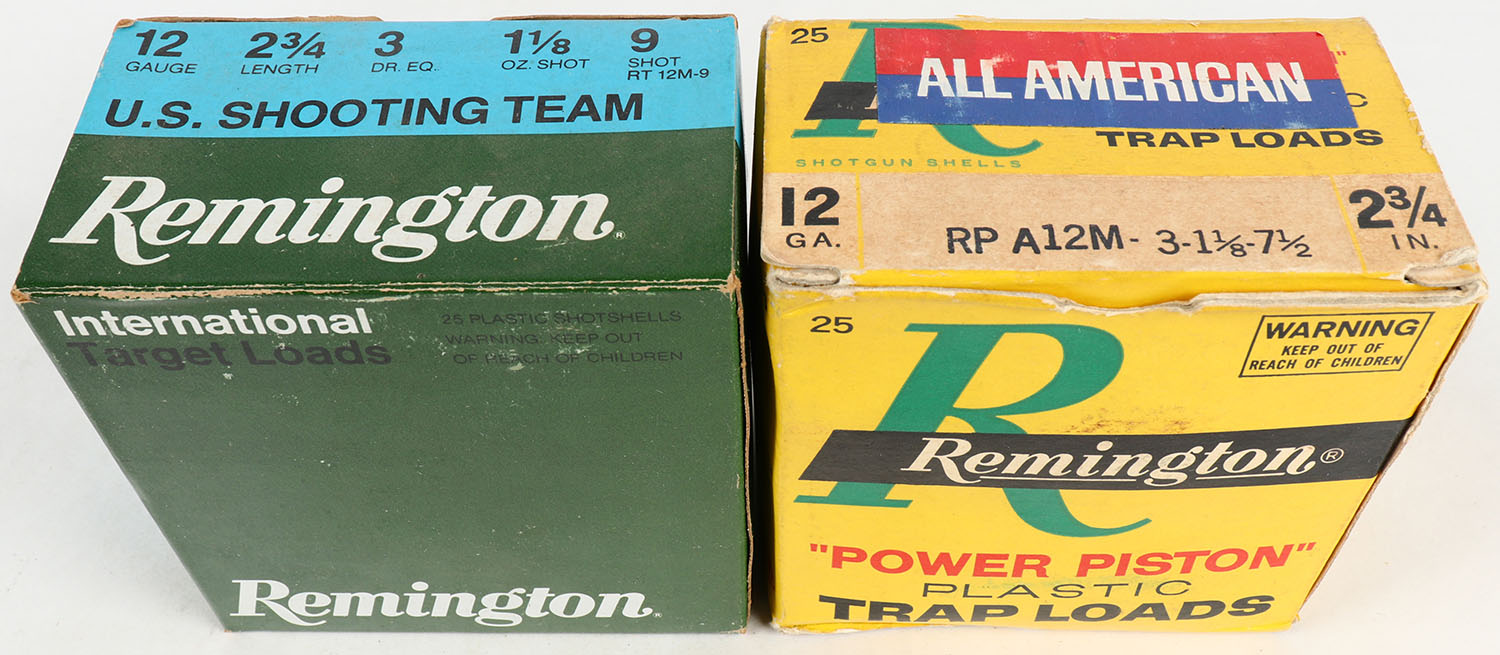 12 2¾ 3 1⅛ 9
GAUGE LENGTH DR. EQ. OZ. SHOT SHOT
RT 12M-9
U.S. SHOOTING TEAM
Remington®
International
Target Loads
25 PLASTIC SHOTSHELLS
WARNING: KEEP OUT
OF REACH OF CHILDREN
Remington®
25
ALL AMERICAN
TRAP LOADS
SHOTGUN SHELLS
12 2¾
GA. RP A12M- 3-1⅛-7½ IN.
25
WARNING
KEEP OUT OF
REACH OF CHILDREN
R
Remington®
"POWER PISTON"
PLASTIC
TRAP LOADS